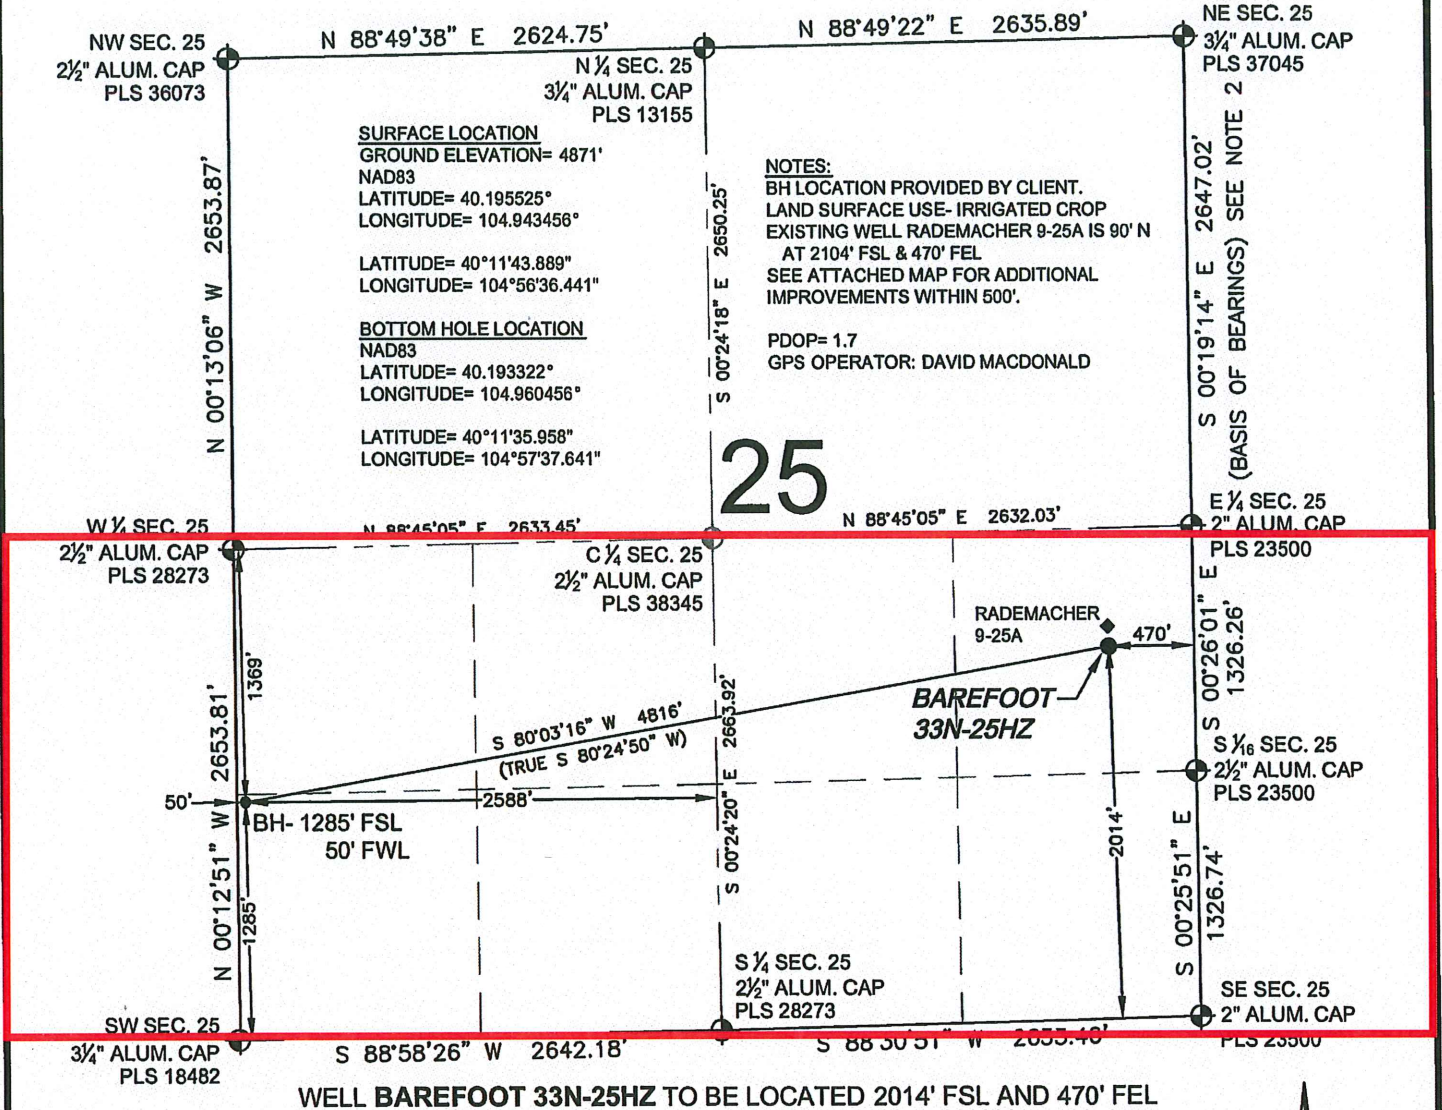 N 88°49'38" E 2624.75'
N 88°49'22" E 2635.89'
NW SEC. 25
2½" ALUM. CAP
PLS 36073
N ¼ SEC. 25
3¼" ALUM. CAP
PLS 13155
NE SEC. 25
3¼" ALUM. CAP
PLS 37045
SURFACE LOCATION
GROUND ELEVATION= 4871'
NAD83
LATITUDE= 40.195525°
LONGITUDE= 104.943456°
LATITUDE= 40°11'43.889"
LONGITUDE= 104°56'36.441"
BOTTOM HOLE LOCATION
NAD83
LATITUDE= 40.193322°
LONGITUDE= 104.960456°
LATITUDE= 40°11'35.958"
LONGITUDE= 104°57'37.641"
NOTES:
BH LOCATION PROVIDED BY CLIENT.
LAND SURFACE USE- IRRIGATED CROP
EXISTING WELL RADEMACHER 9-25A IS 90' N
AT 2104' FSL & 470' FEL
SEE ATTACHED MAP FOR ADDITIONAL
IMPROVEMENTS WITHIN 500'.
PDOP= 1.7
GPS OPERATOR: DAVID MACDONALD
N 00°13'06" W 2653.87'
S 00°24'18" E 2650.25'
S 00°19'14" E 2647.02'
(BASIS OF BEARINGS) SEE NOTE 2
25
W ¼ SEC. 25
2½" ALUM. CAP
PLS 28273
N 88°45'05" E 2633.45'
N 88°45'05" E 2632.03'
C ¼ SEC. 25
2½" ALUM. CAP
PLS 38345
E ¼ SEC. 25
2" ALUM. CAP
PLS 23500
RADEMACHER
9-25A
470'
BAREFOOT
33N-25HZ
S 00°26'01" E
1326.26'
1369'
N 00°12'51" W 2653.81'
S 80°03'16" W 4816'
(TRUE S 80°24'50" W)
S 00°24'20" E 2663.92'
S 1/16 SEC. 25
2½" ALUM. CAP
PLS 23500
50'
2588'
BH- 1285' FSL
50' FWL
2014'
1285'
S 00°25'51" E
1326.74'
S ¼ SEC. 25
2½" ALUM. CAP
PLS 28273
SE SEC. 25
2" ALUM. CAP
PLS 23500
SW SEC. 25
3¼" ALUM. CAP
PLS 18482
S 88°58'26" W 2642.18'
S 88°30'51" W
WELL BAREFOOT 33N-25HZ TO BE LOCATED 2014' FSL AND 470' FEL